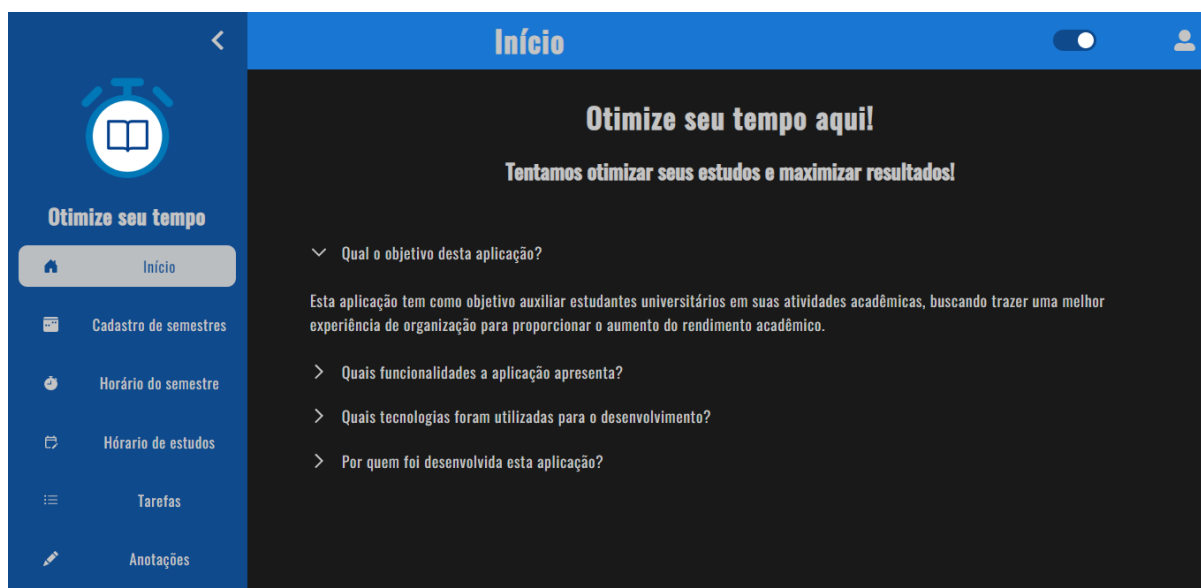 Início
Otimize seu tempo
Início
Cadastro de semestres
Horário do semestre
Hórario de estudos
Tarefas
Anotações
Otimize seu tempo aqui!
Tentamos otimizar seus estudos e maximizar resultados!
Qual o objetivo desta aplicação?
Esta aplicação tem como objetivo auxiliar estudantes universitários em suas atividades acadêmicas, buscando trazer uma melhor
experiência de organização para proporcionar o aumento do rendimento acadêmico.
Quais funcionalidades a aplicação apresenta?
Quais tecnologias foram utilizadas para o desenvolvimento?
Por quem foi desenvolvida esta aplicação?